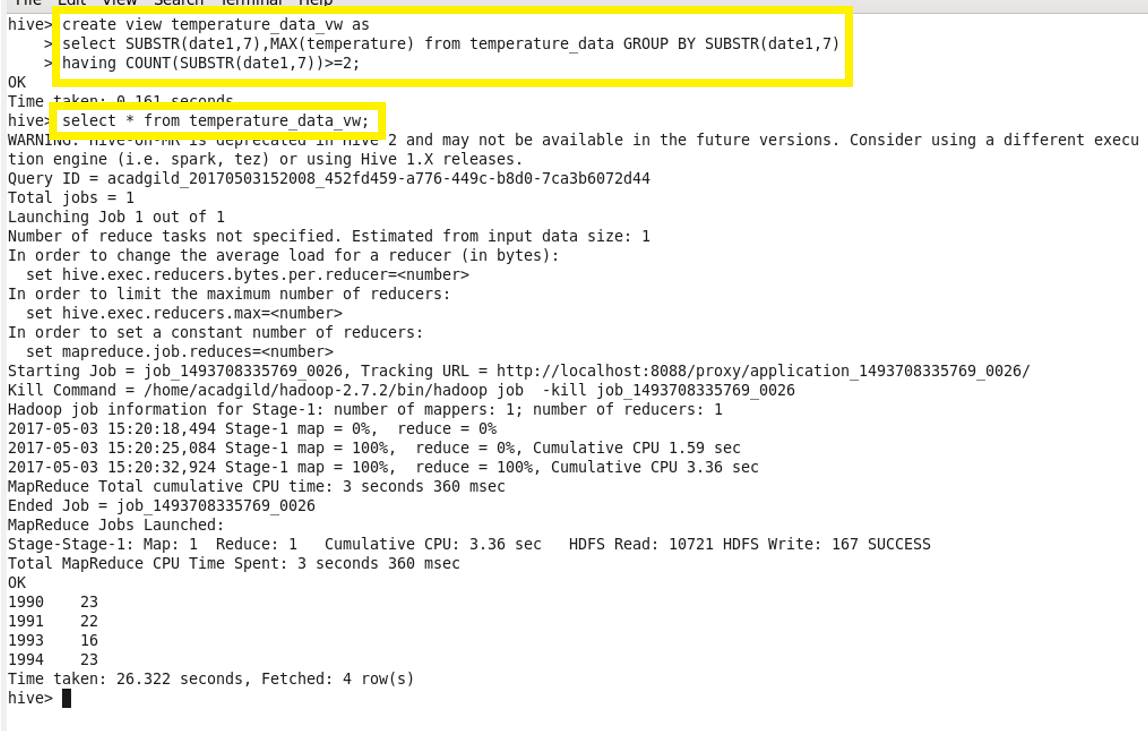 File Edit View Search Terminal Help
hive> create view temperature_data_vw as
    > select SUBSTR(date1,7),MAX(temperature) from temperature_data GROUP BY SUBSTR(date1,7)
    > having COUNT(SUBSTR(date1,7))>=2;
OK
Time taken: 0.161 seconds
hive> select * from temperature_data_vw;
WARNING: Hive-on-MR is deprecated in Hive 2 and may not be available in the future versions. Consider using a different execu
tion engine (i.e. spark, tez) or using Hive 1.X releases.
Query ID = acadgild_20170503152008_452fd459-a776-449c-b8d0-7ca3b6072d44
Total jobs = 1
Launching Job 1 out of 1
Number of reduce tasks not specified. Estimated from input data size: 1
In order to change the average load for a reducer (in bytes):
  set hive.exec.reducers.bytes.per.reducer=<number>
In order to limit the maximum number of reducers:
  set hive.exec.reducers.max=<number>
In order to set a constant number of reducers:
  set mapreduce.job.reduces=<number>
Starting Job = job_1493708335769_0026, Tracking URL = http://localhost:8088/proxy/application_1493708335769_0026/
Kill Command = /home/acadgild/hadoop-2.7.2/bin/hadoop job  -kill job_1493708335769_0026
Hadoop job information for Stage-1: number of mappers: 1; number of reducers: 1
2017-05-03 15:20:18,494 Stage-1 map = 0%,  reduce = 0%
2017-05-03 15:20:25,084 Stage-1 map = 100%,  reduce = 0%, Cumulative CPU 1.59 sec
2017-05-03 15:20:32,924 Stage-1 map = 100%,  reduce = 100%, Cumulative CPU 3.36 sec
MapReduce Total cumulative CPU time: 3 seconds 360 msec
Ended Job = job_1493708335769_0026
MapReduce Jobs Launched:
Stage-Stage-1: Map: 1  Reduce: 1   Cumulative CPU: 3.36 sec   HDFS Read: 10721 HDFS Write: 167 SUCCESS
Total MapReduce CPU Time Spent: 3 seconds 360 msec
OK
1990    23
1991    22
1993    16
1994    23
Time taken: 26.322 seconds, Fetched: 4 row(s)
hive>